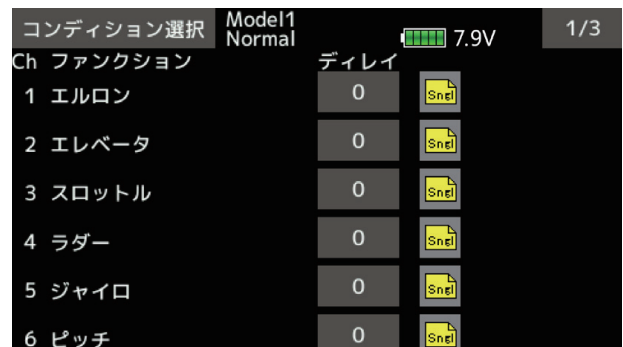 コンディション選択 Model1 Normal 7.9V 1/3
Ch ファンクション ディレイ
1 エルロン 0 Sngl
2 エレベータ 0 Sngl
3 スロットル 0 Sngl
4 ラダー 0 Sngl
5 ジャイロ 0 Sngl
6 ピッチ 0 Sngl